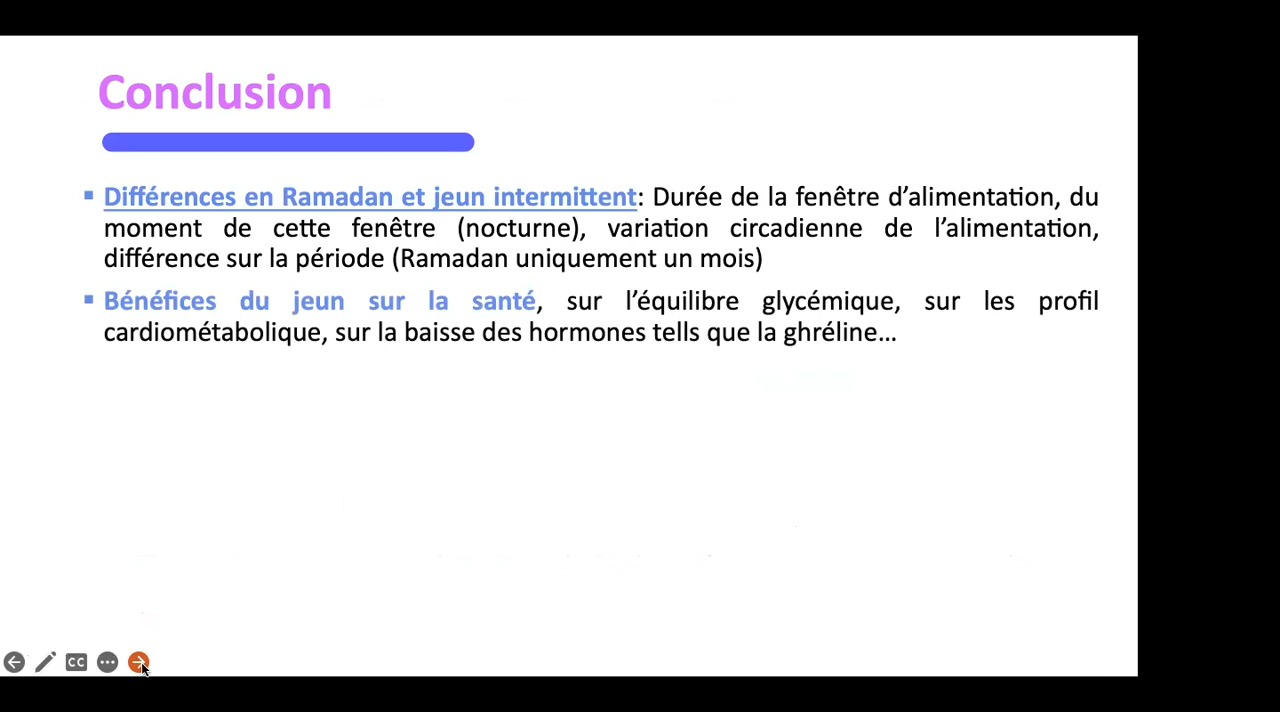 Conclusion
▪ Différences en Ramadan et jeun intermittent: Durée de la fenêtre d’alimentation, du
moment de cette fenêtre (nocturne), variation circadienne de l’alimentation,
différence sur la période (Ramadan uniquement un mois)
▪ Bénéfices du jeun sur la santé, sur l’équilibre glycémique, sur les profil
cardiométabolique, sur la baisse des hormones tells que la ghréline...
CC